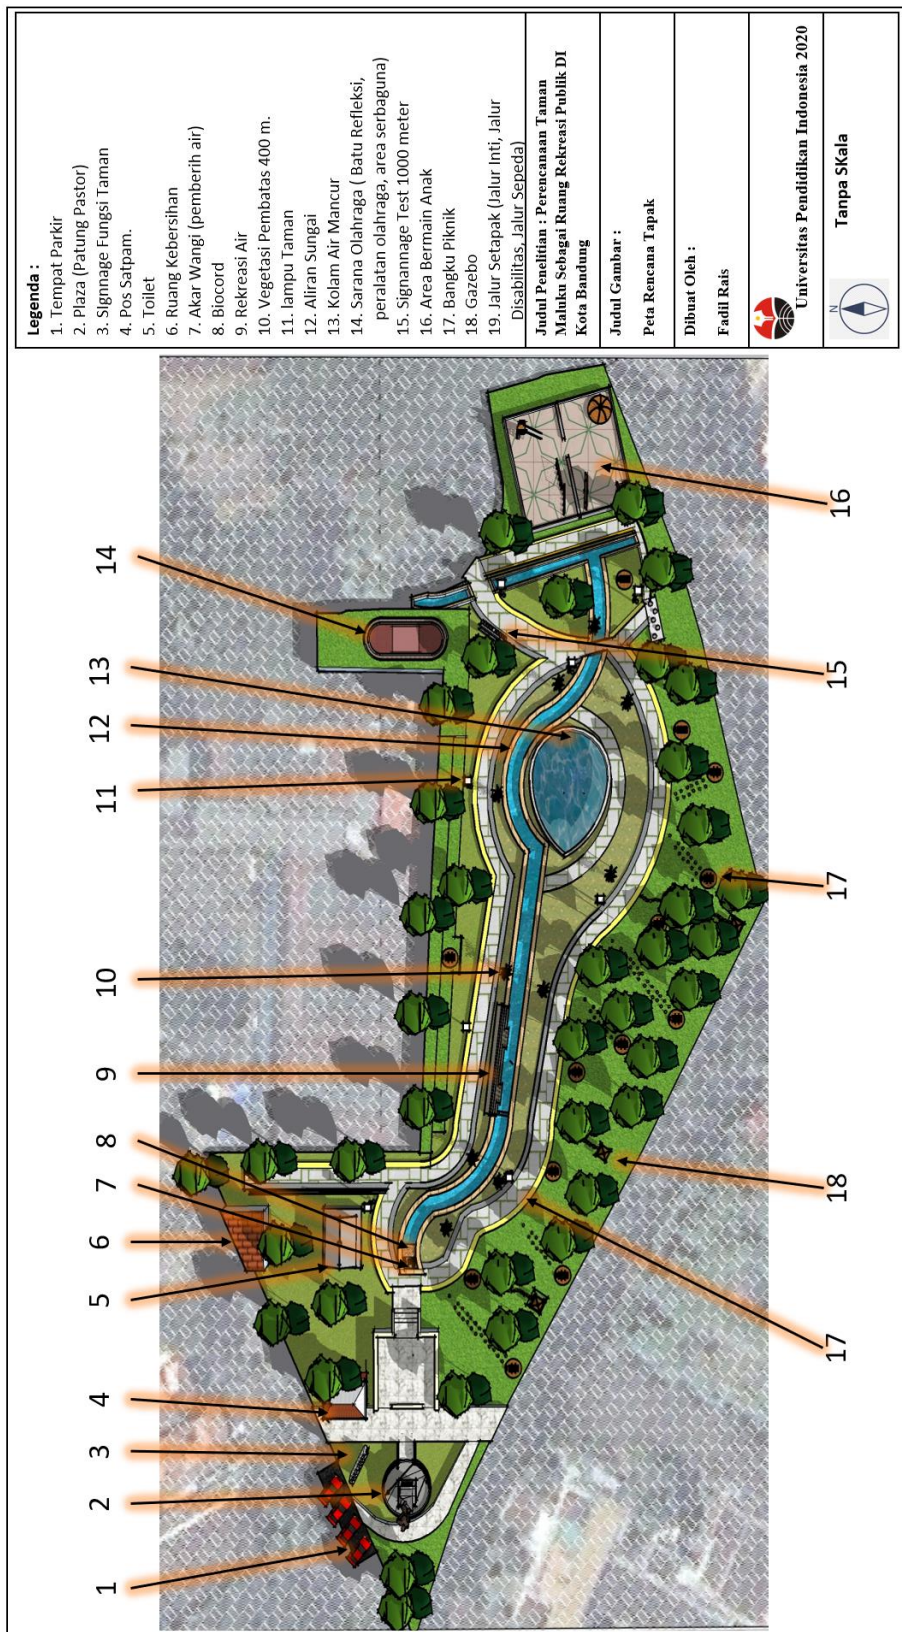 Legenda :
1. Tempat Parkir
2. Plaza (Patung Pastor)
3. SIgnnage Fungsi Taman
4. Pos Satpam.
5. Toilet
6. Ruang Kebersihan
7. Akar Wangi (pemberih air)
8. Biocord
9. Rekreasi Air
10. Vegetasi Pembatas 400 m.
11. lampu Taman
12. Aliran Sungai
13. Kolam Air Mancur
14. Sarana Olahraga ( Batu Refleksi,
peralatan olahraga, area serbaguna)
15. Signannage Test 1000 meter
16. Area Bermain Anak
17. Bangku Piknik
18. Gazebo
19. Jalur Setapak (Jalur Inti, Jalur
Disabilitas, Jalur Sepeda)
Judul Penelitian : Perencanaan Taman
Maluku Sebagai Ruang Rekreasi Publik DI
Kota Bandung
Judul Gambar :
Peta Rencana Tapak
Dibuat Oleh :
Fadil Rais
Universitas Pendidikan Indonesia 2020
N
Tanpa SKala
1
2
3
4
5
6
7
8
9
10
11
12
13
14
15
16
17
18
17